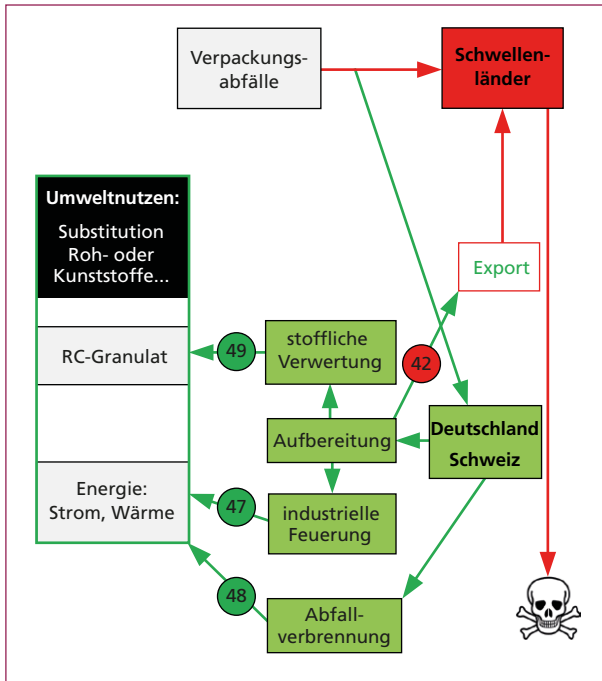 Verpackungs-
abfälle
Schwellen-
länder
Umweltnutzen:
Substitution
Roh- oder
Kunststoffe...
Export
RC-Granulat
49
stoffliche
Verwertung
42
Aufbereitung
Deutschland
Schweiz
Energie:
Strom, Wärme
47
industrielle
Feuerung
48
Abfall-
verbrennung